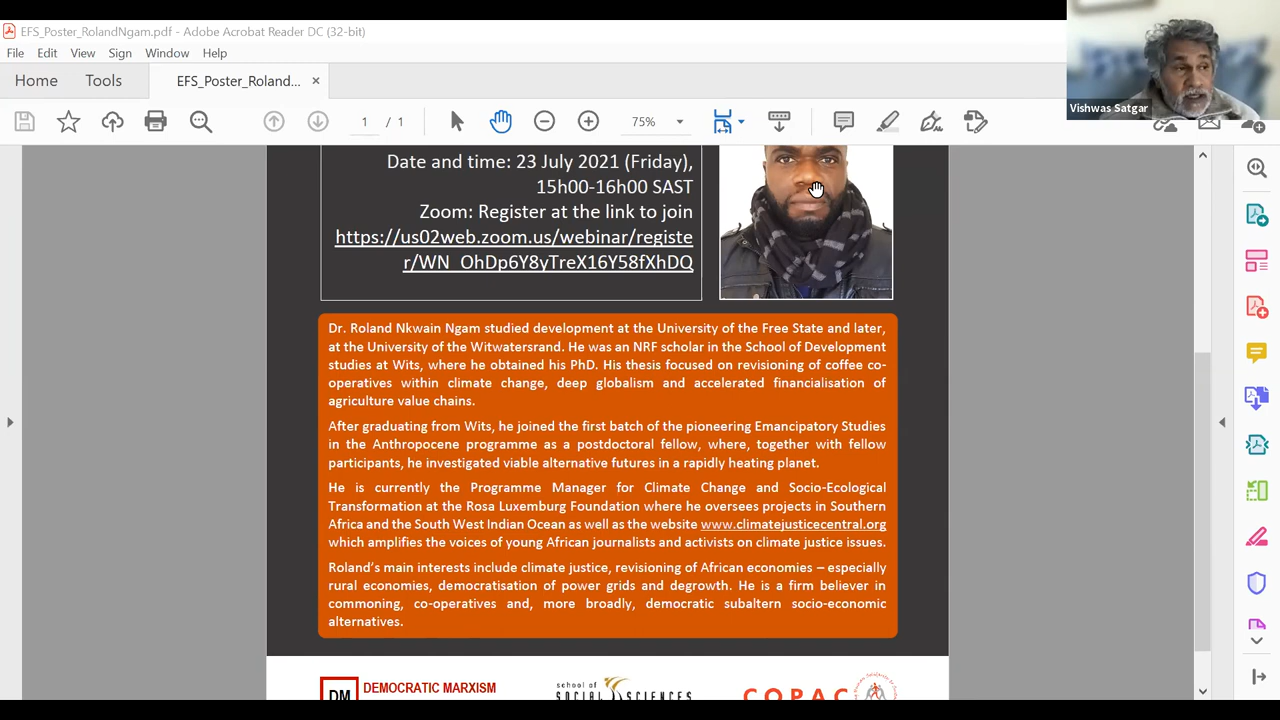 EFS_Poster_RolandNgam.pdf - Adobe Acrobat Reader DC (32-bit)
File Edit View Sign Window Help
Home Tools EFS_Poster_Roland... ×
1 / 1 75%
Vishwas Satgar
Date and time: 23 July 2021 (Friday),
15h00-16h00 SAST
Zoom: Register at the link to join
https://us02web.zoom.us/webinar/registe
r/WN_OhDp6Y8yTreX16Y58fXhDQ
Dr. Roland Nkwain Ngam studied development at the University of the Free State and later,
at the University of the Witwatersrand. He was an NRF scholar in the School of Development
studies at Wits, where he obtained his PhD. His thesis focused on revisioning of coffee co-
operatives within climate change, deep globalism and accelerated financialisation of
agriculture value chains.
After graduating from Wits, he joined the first batch of the pioneering Emancipatory Studies
in the Anthropocene programme as a postdoctoral fellow, where, together with fellow
participants, he investigated viable alternative futures in a rapidly heating planet.
He is currently the Programme Manager for Climate Change and Socio-Ecological
Transformation at the Rosa Luxemburg Foundation where he oversees projects in Southern
Africa and the South West Indian Ocean as well as the website www.climatejusticecentral.org
which amplifies the voices of young African journalists and activists on climate justice issues.
Roland's main interests include climate justice, revisioning of African economies – especially
rural economies, democratisation of power grids and degrowth. He is a firm believer in
commoning, co-operatives and, more broadly, democratic subaltern socio-economic
alternatives.
DM DEMOCRATIC MARXISM
school of
SOCIAL SCIENCES
COPAC